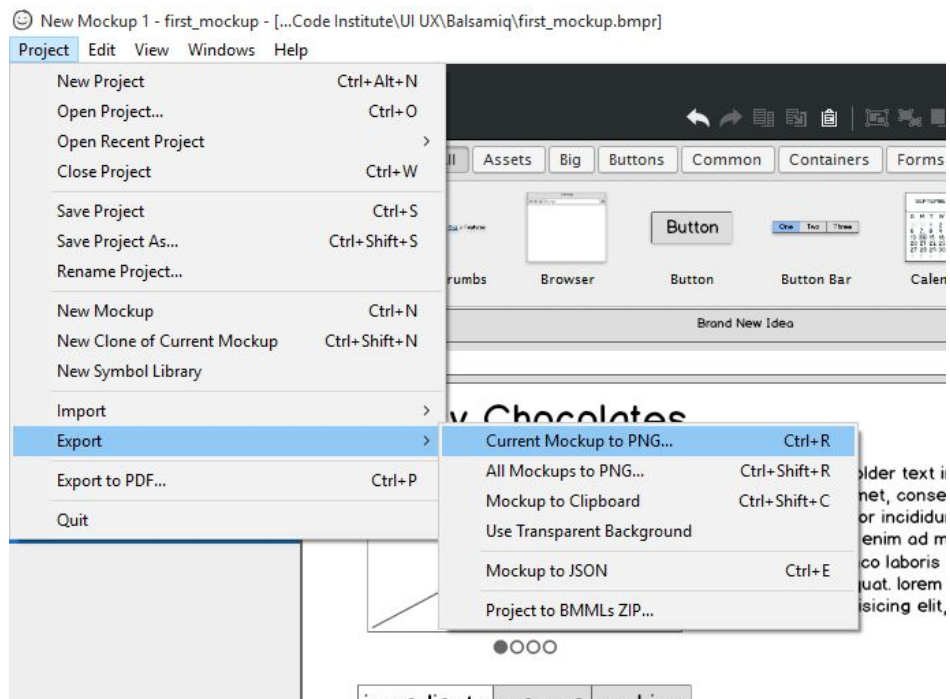 New Mockup 1 - first_mockup - [...Code Institute\UI UX\Balsamiq\first_mockup.bmpr]
Project Edit View Windows Help
New Project Ctrl+Alt+N
Open Project... Ctrl+O
Open Recent Project >
Close Project Ctrl+W
Save Project Ctrl+S
Save Project As... Ctrl+Shift+S
Rename Project...
New Mockup Ctrl+N
New Clone of Current Mockup Ctrl+Shift+N
New Symbol Library
Import >
Export >
Export to PDF... Ctrl+P
Quit
Current Mockup to PNG... Ctrl+R
All Mockups to PNG... Ctrl+Shift+R
Mockup to Clipboard Ctrl+Shift+C
Use Transparent Background
Mockup to JSON Ctrl+E
Project to BMMLs ZIP...
Assets Big Buttons Common Containers Forms
Button
One Two Three
rumbs Browser Button Button Bar Calen
Brand New Idea
y Chocolates
lder text i
met, conse
or incididu
enim ad m
co laboris
uat. lorem
isicing elit,